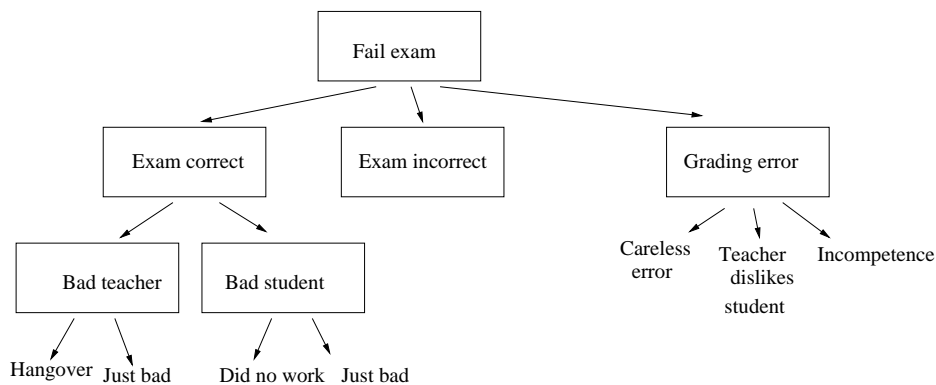 Fail exam
Exam correct
Exam incorrect
Grading error
Careless
error
Teacher
dislikes
student
Incompetence
Bad teacher
Bad student
Hangover
Just bad
Did no work
Just bad